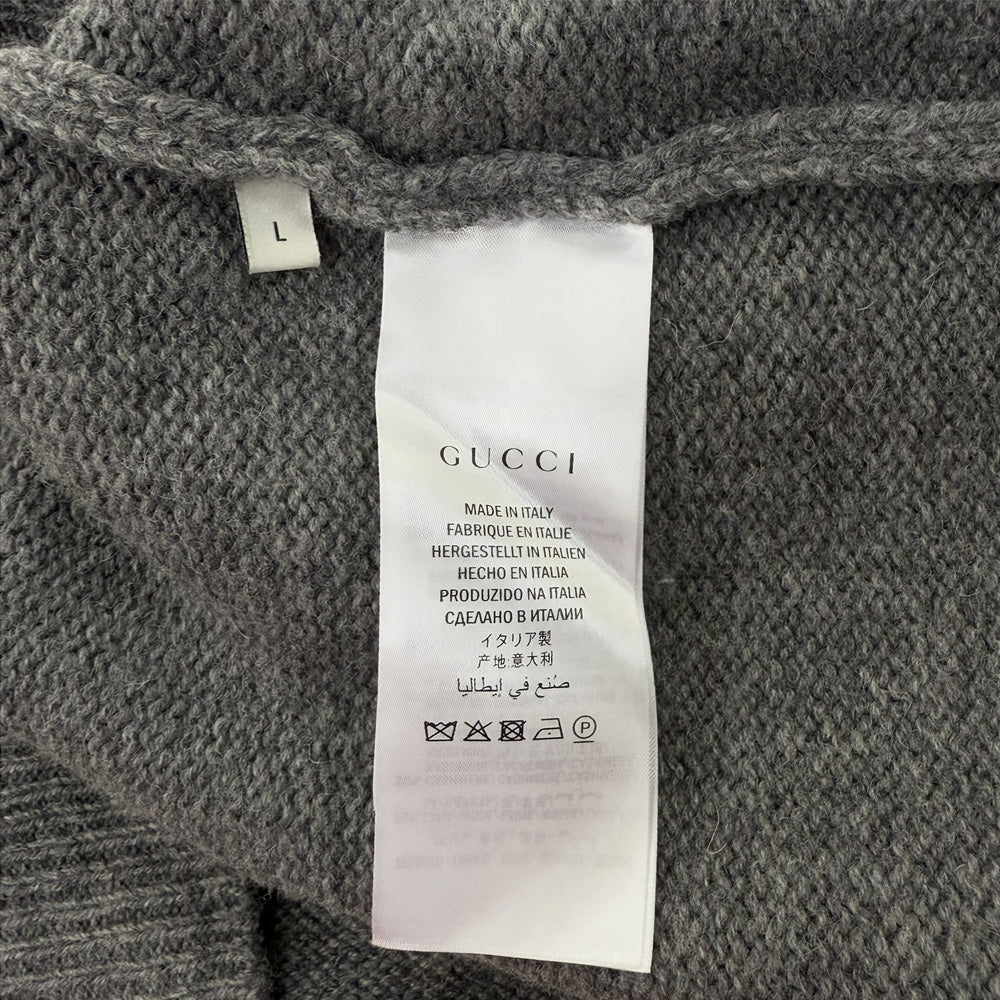 L
GUCCI
MADE IN ITALY
FABRIQUE EN ITALIE
HERGESTELLT IN ITALIEN
HECHO EN ITALIA
PRODUZIDO NA ITALIA
СДЕЛАНО В ИТАЛИИ
イタリア製
产地:意大利
صُنع في إيطاليا
P